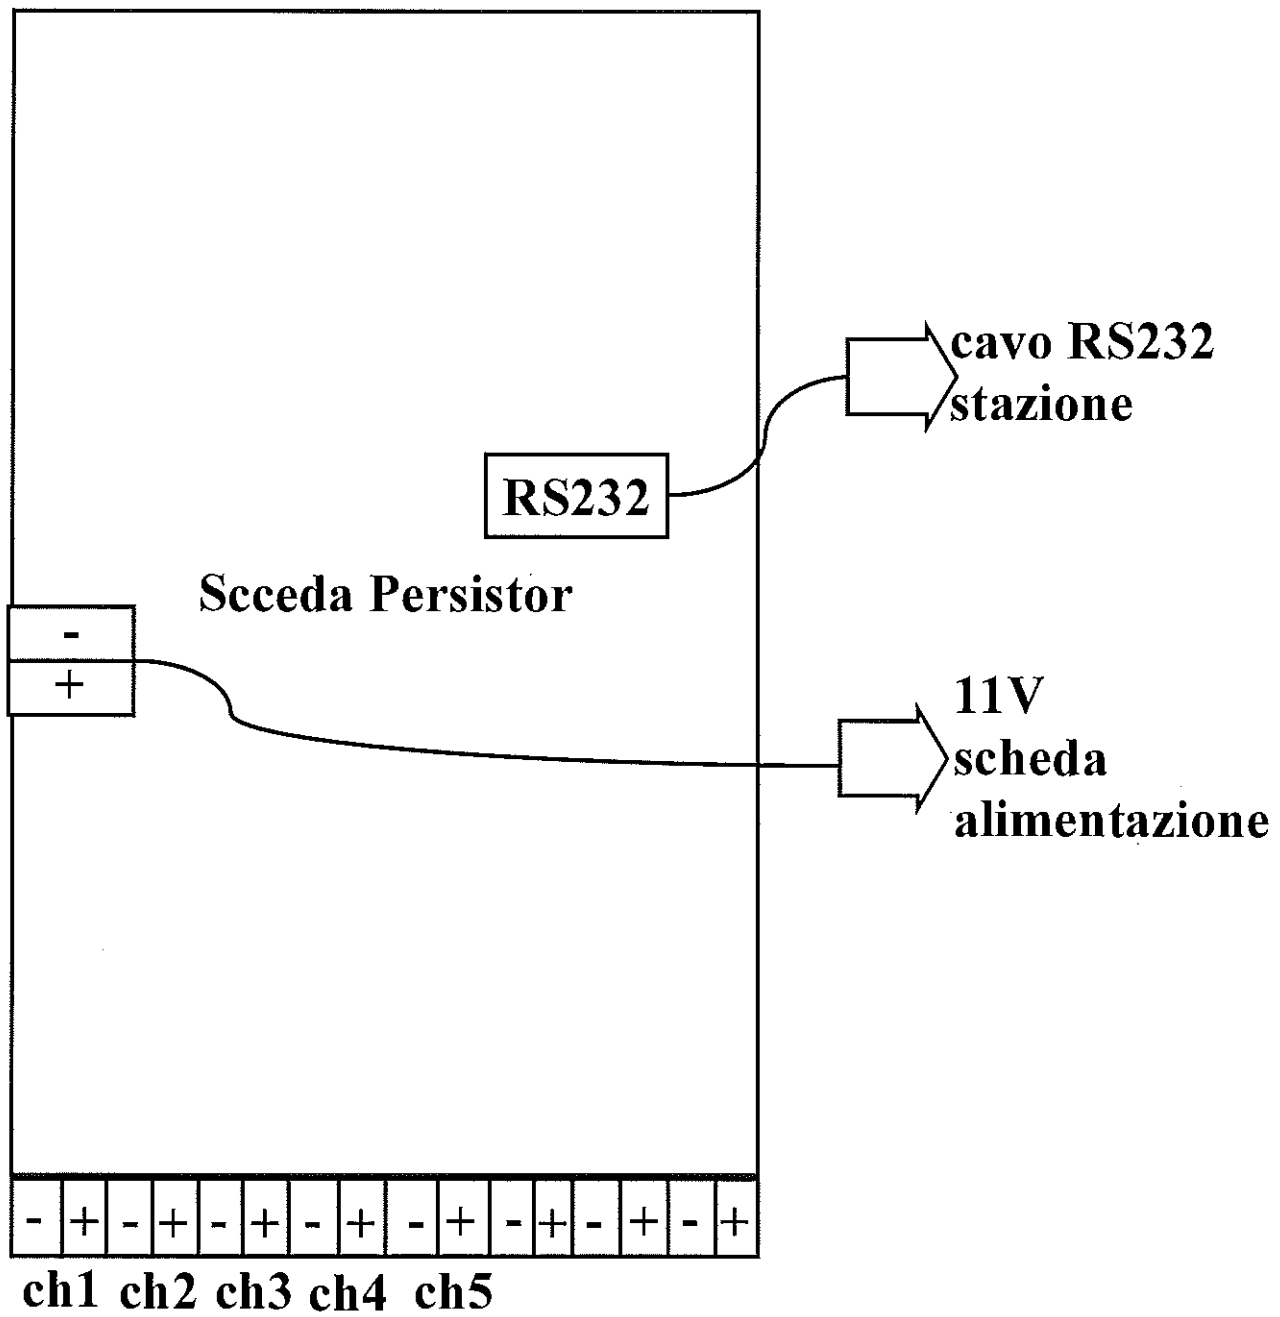 cavo RS232
stazione
RS232
Scceda Persistor
-
+
11V
scheda
alimentazione
- + - + - + - + - + - + - + - +
ch1 ch2 ch3 ch4 ch5